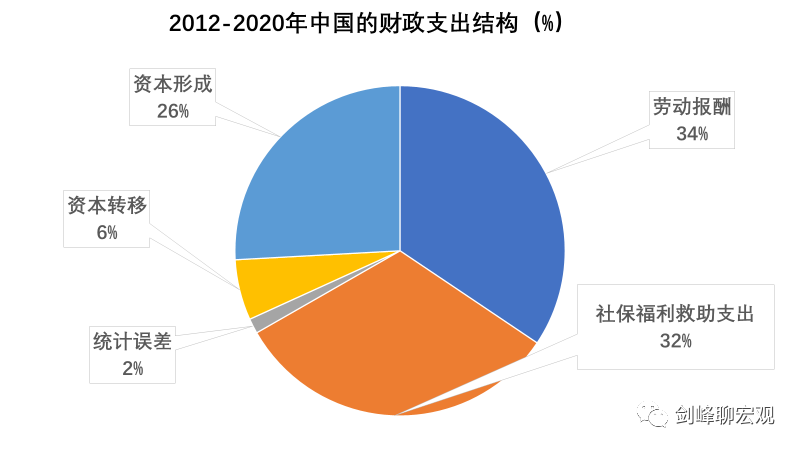 2012-2020年中国的财政支出结构（%）
资本形成
26%
劳动报酬
34%
资本转移
6%
社保福利救助支出
32%
统计误差
2%
剑峰聊宏观